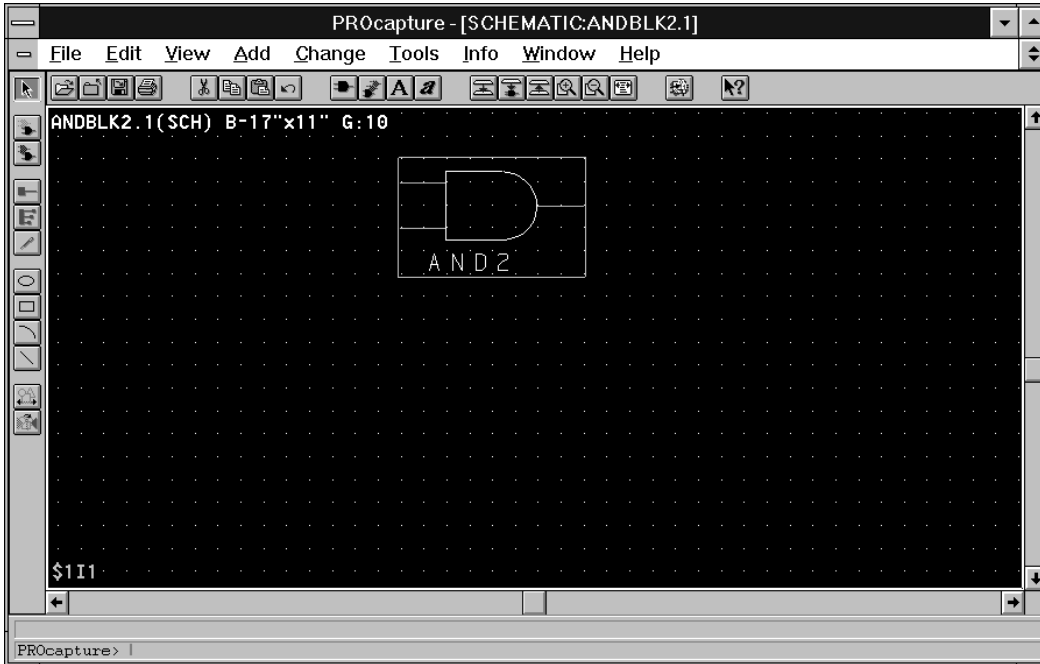 PROcapture - [SCHEMATIC:ANDBLK2.1]
File Edit View Add Change Tools Info Window Help
A a ?
ANDBLK2.1(SCH) B-17"x11" G:10
AND2
$1I1
PROcapture>